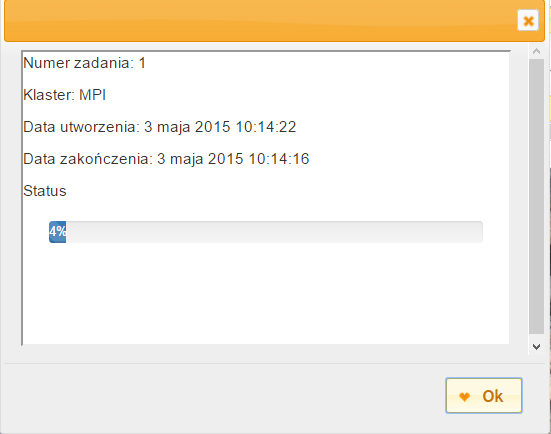 Numer zadania: 1
Klaster: MPI
Data utworzenia: 3 maja 2015 10:14:22
Data zakończenia: 3 maja 2015 10:14:16
Status
4%
Ok